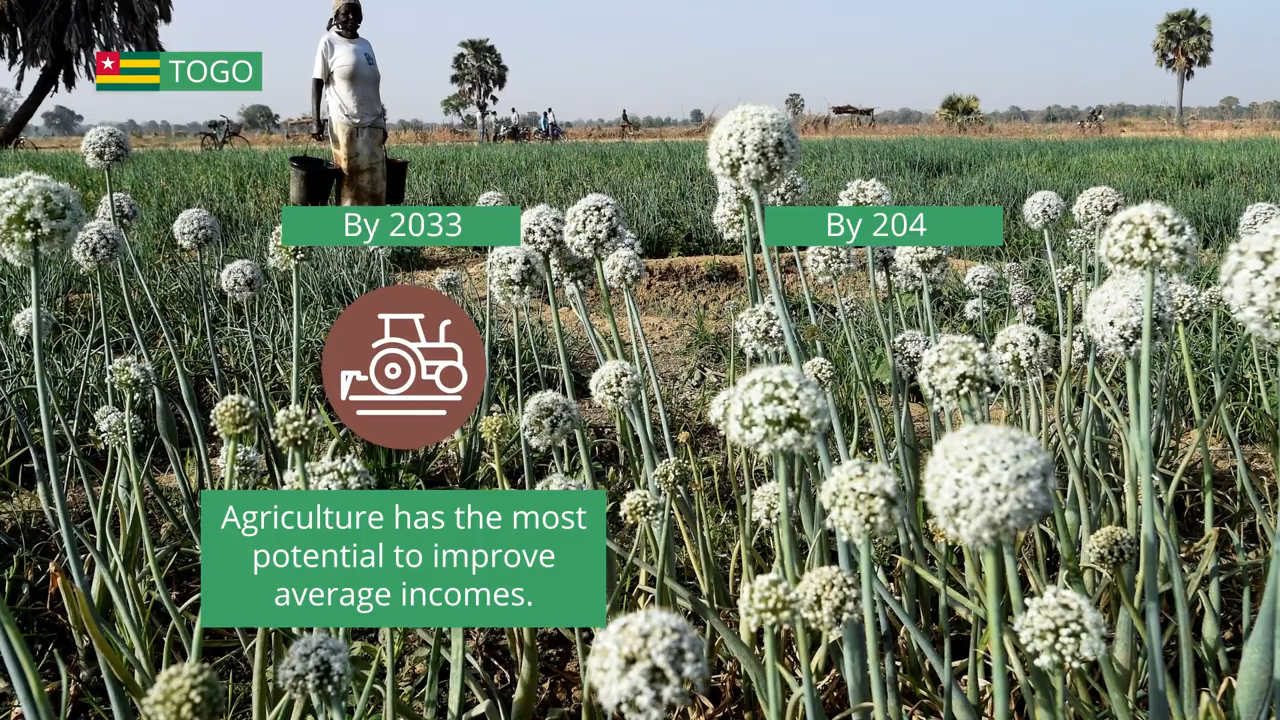 TOGO
By 2033
By 204
Agriculture has the most
potential to improve
average incomes.